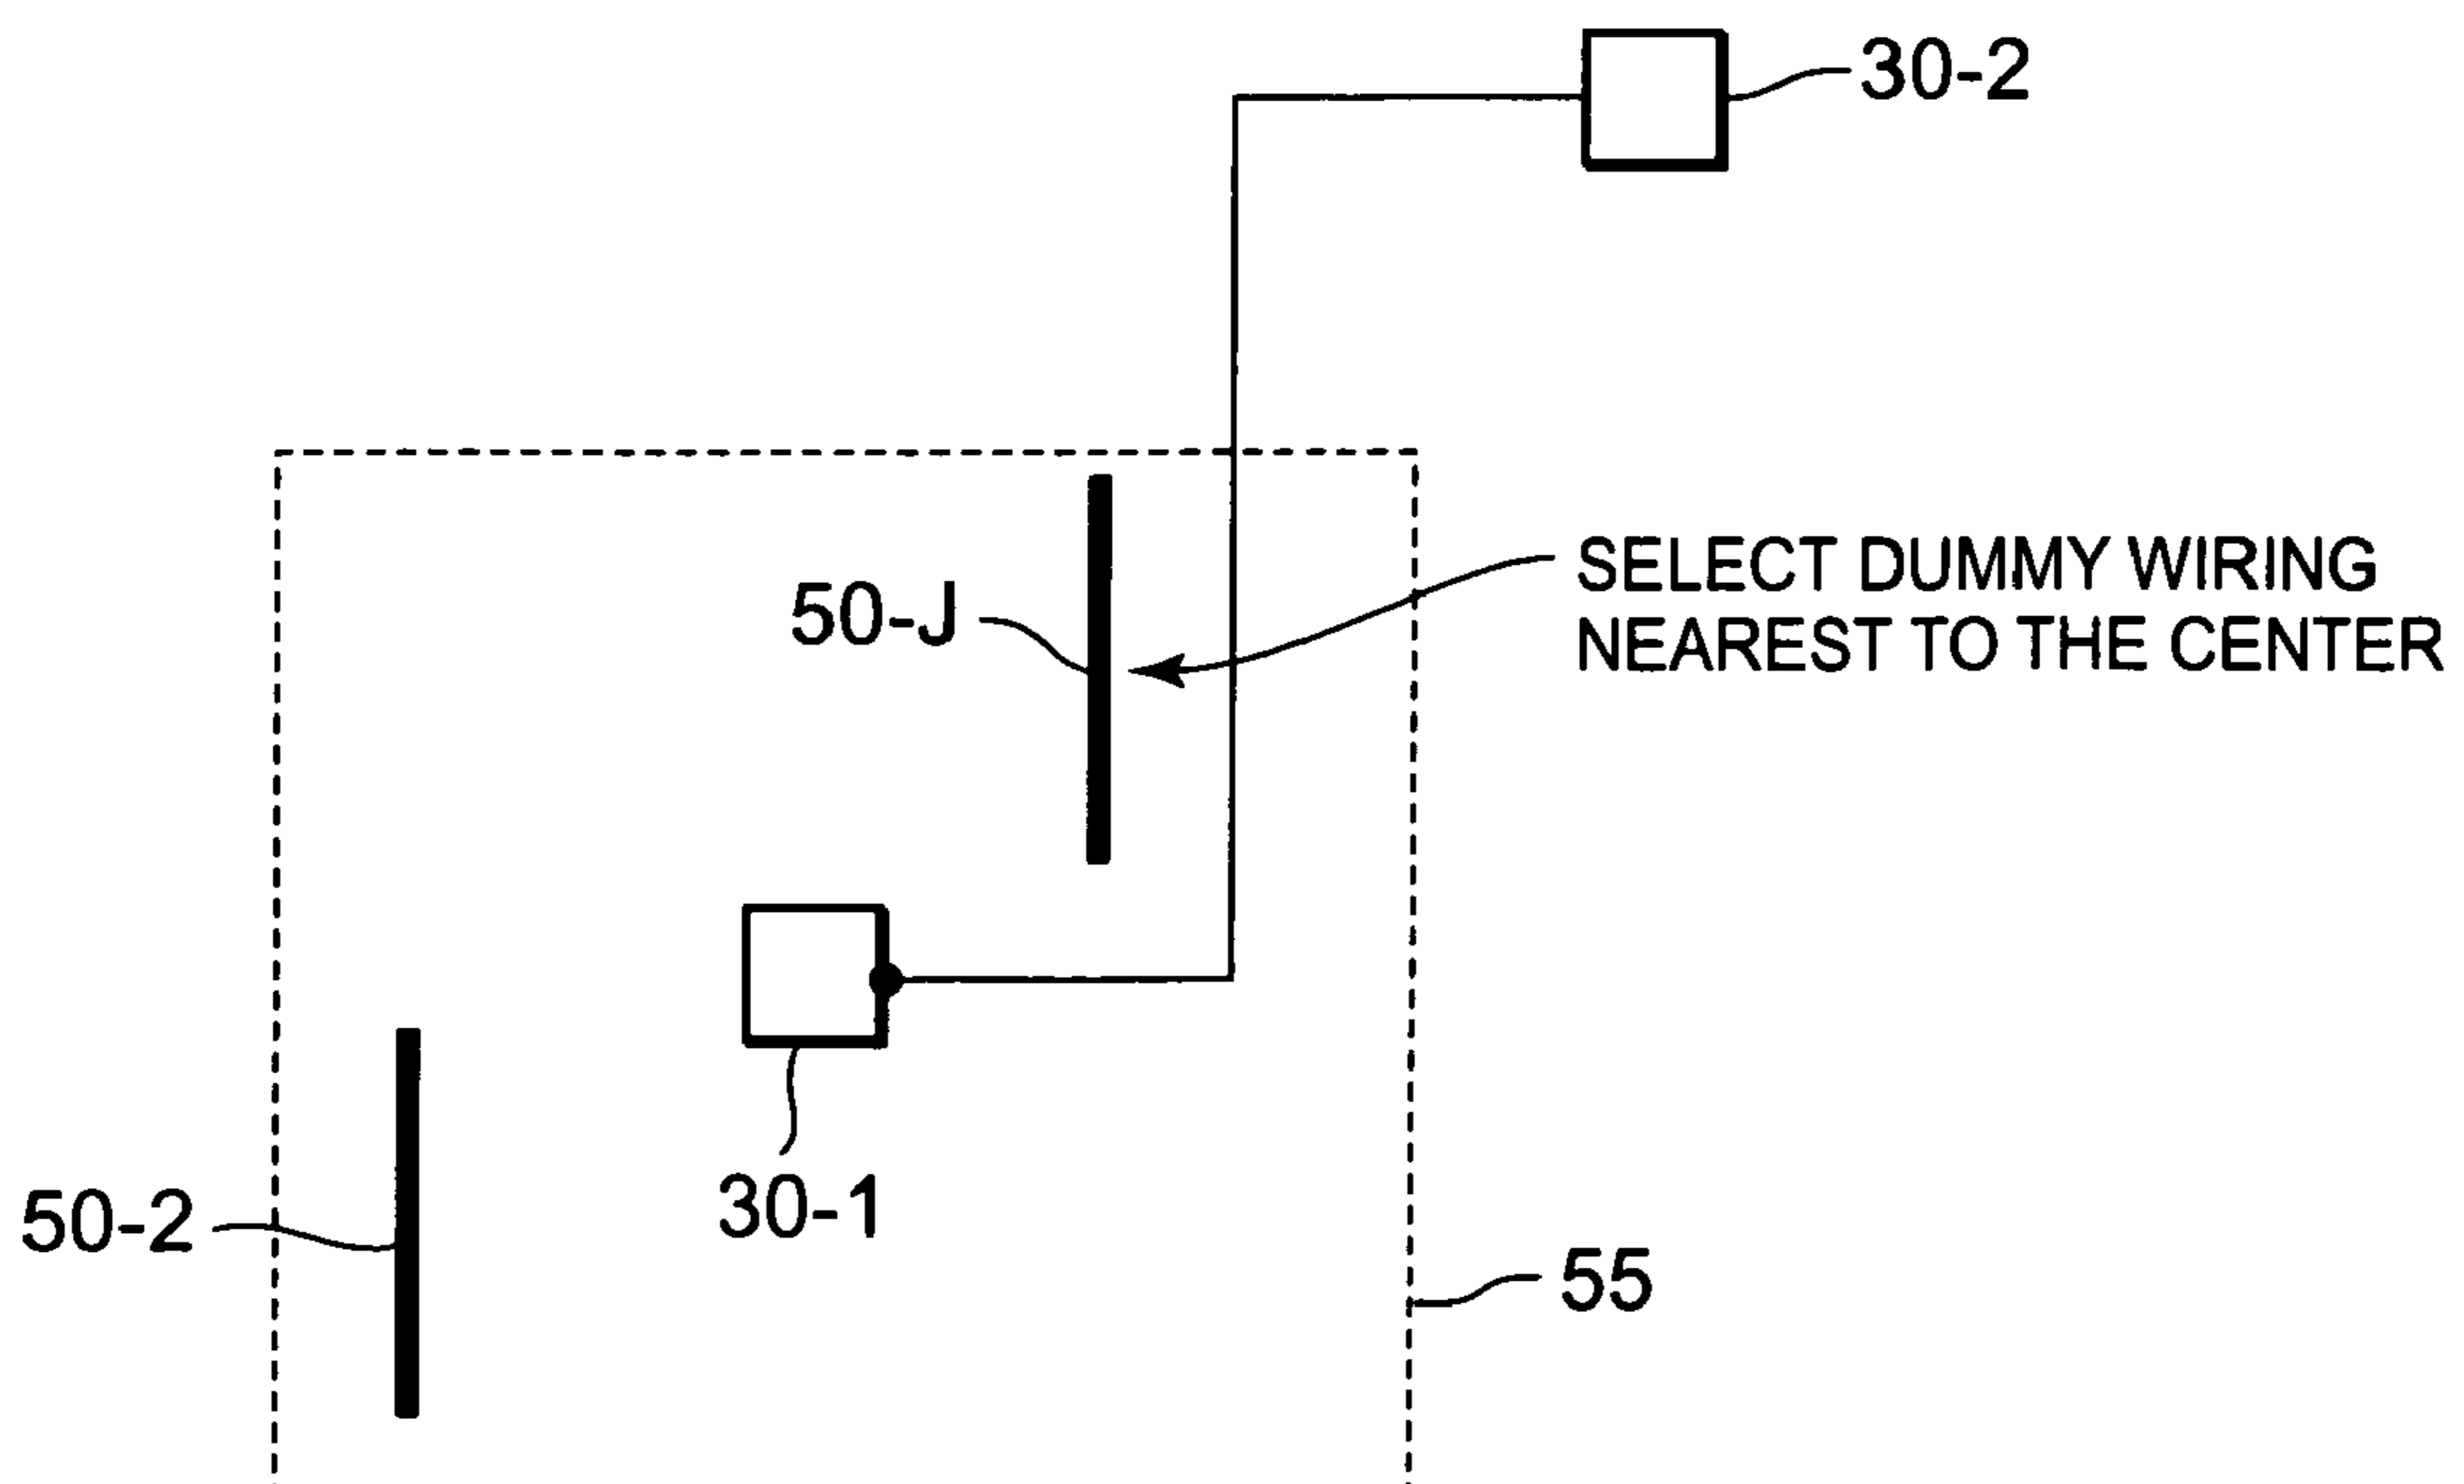 30-2
SELECT DUMMY WIRING
NEAREST TO THE CENTER
50-J
30-1
50-2
55